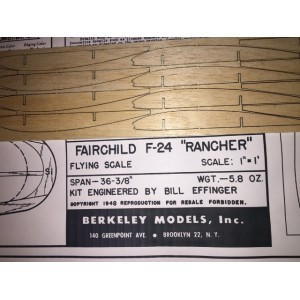 FAIRCHILD F-24 "RANCHER"
FLYING SCALE SCALE: 1"=1'
SPAN-36-3/8" WGT.-5.8 OZ.
KIT ENGINEERED BY BILL EFFINGER
COPYRIGHT 1948 REPRODUCTION FOR RESALE FORBIDDEN.
BERKELEY MODELS, Inc.
140 GREENPOINT AVE. • BROOKLYN 22, N.Y.